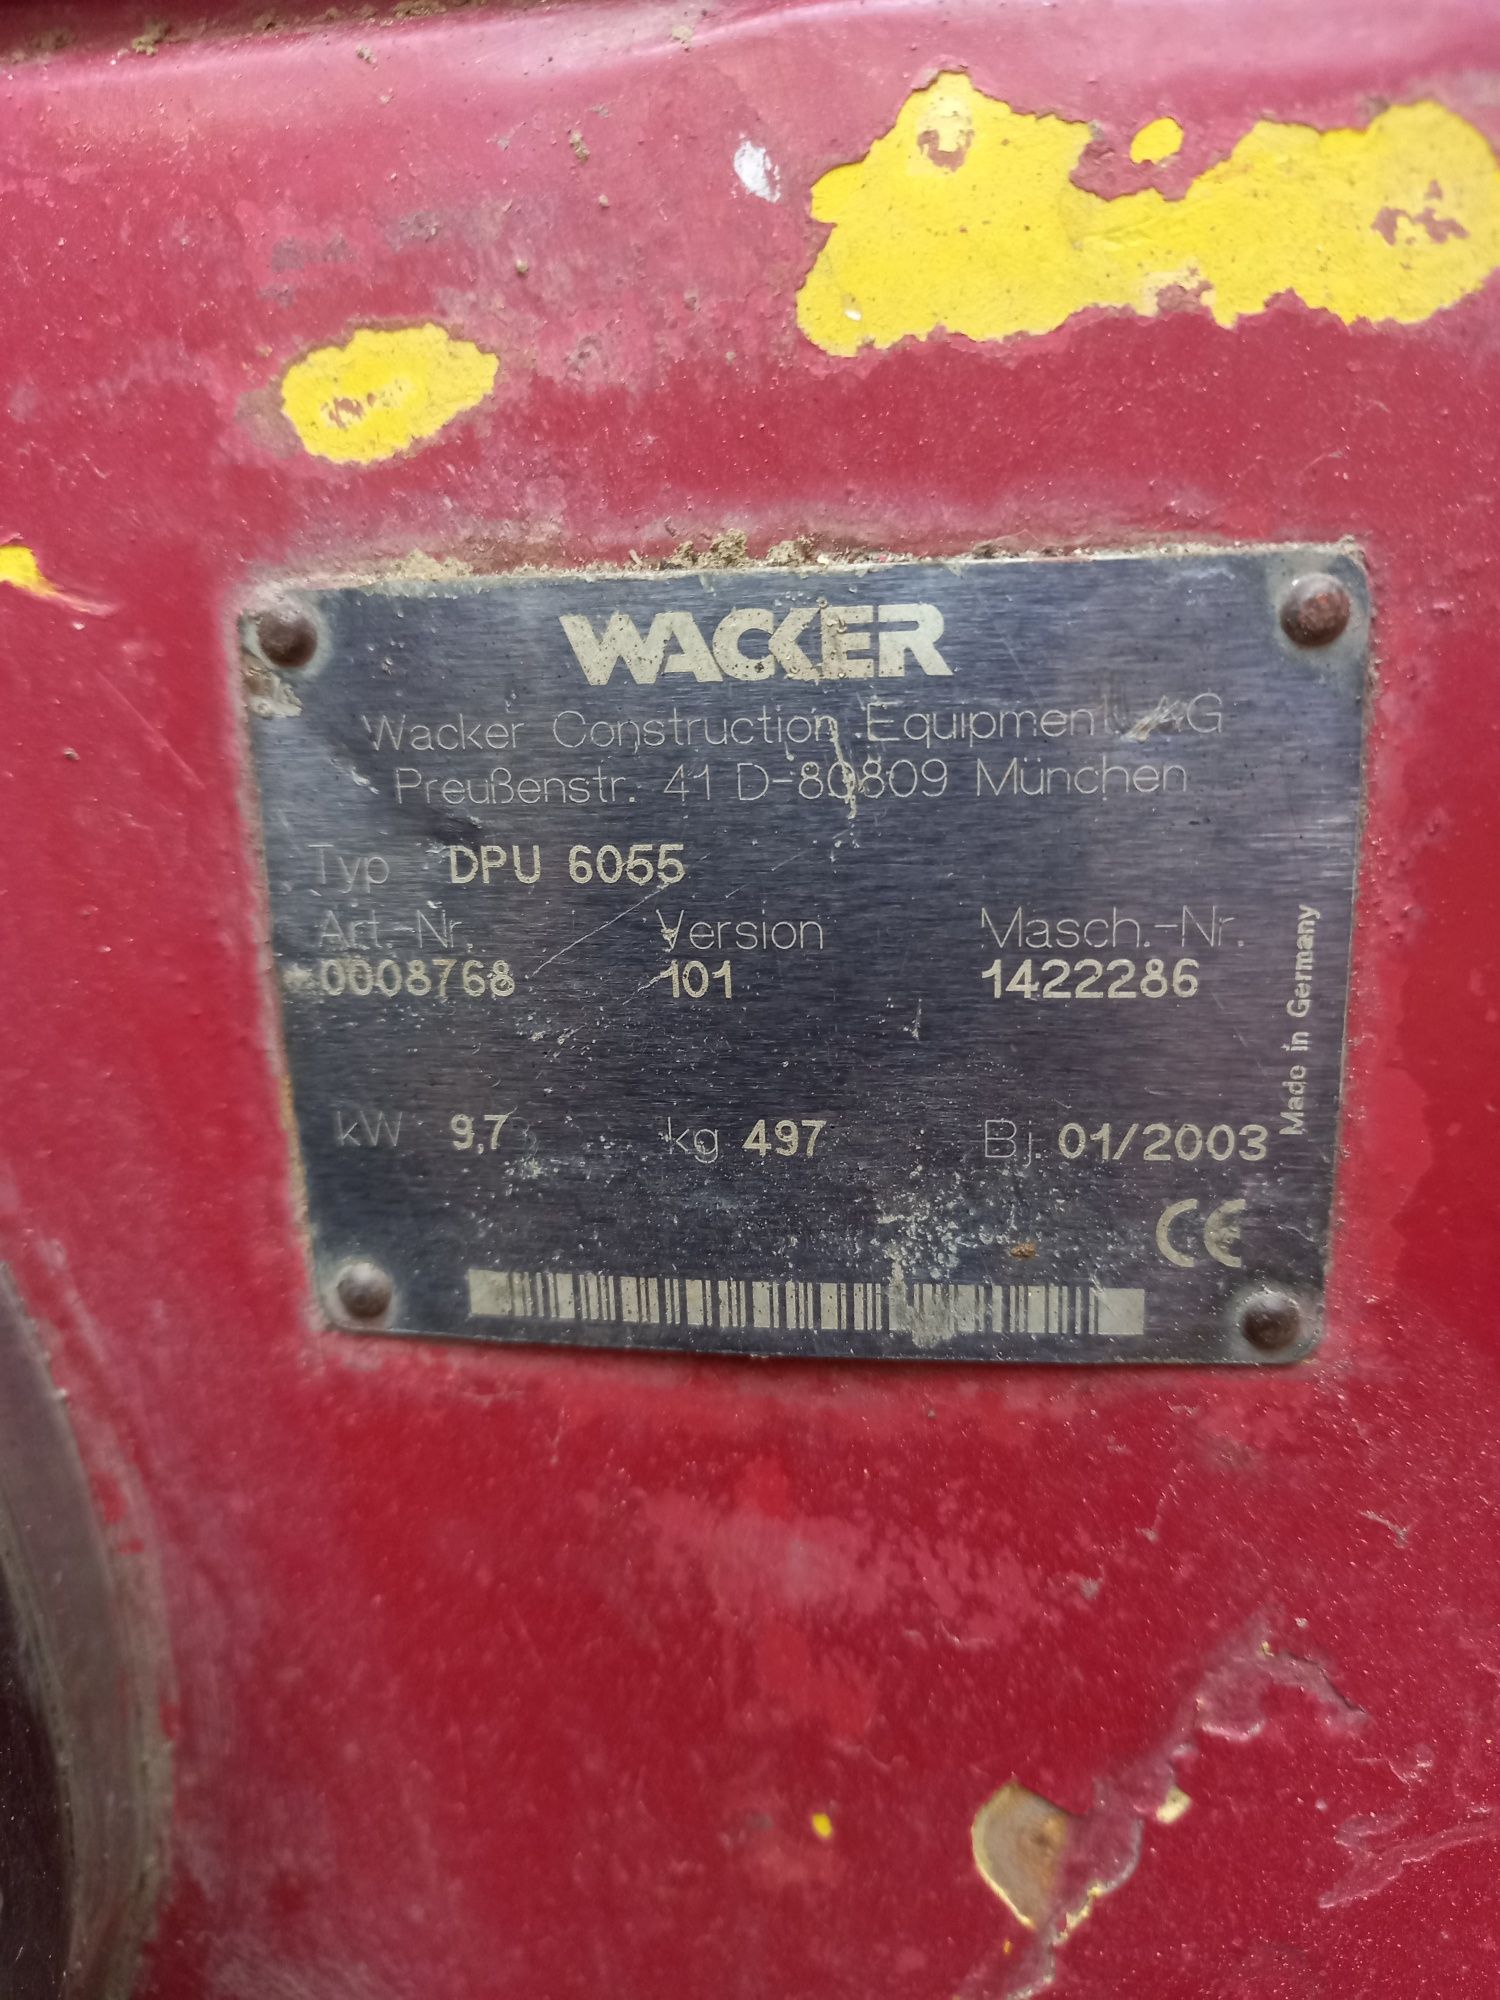 WACKER
Wacker Construction Equipment AG
Preußenstr. 41 D-80809 München
Typ DPU 6055
Art.-Nr. Version Masch.-Nr.
0008768 101 1422286
kW 9,7 kg 497 Bj. 01/2003
Made in Germany
CE